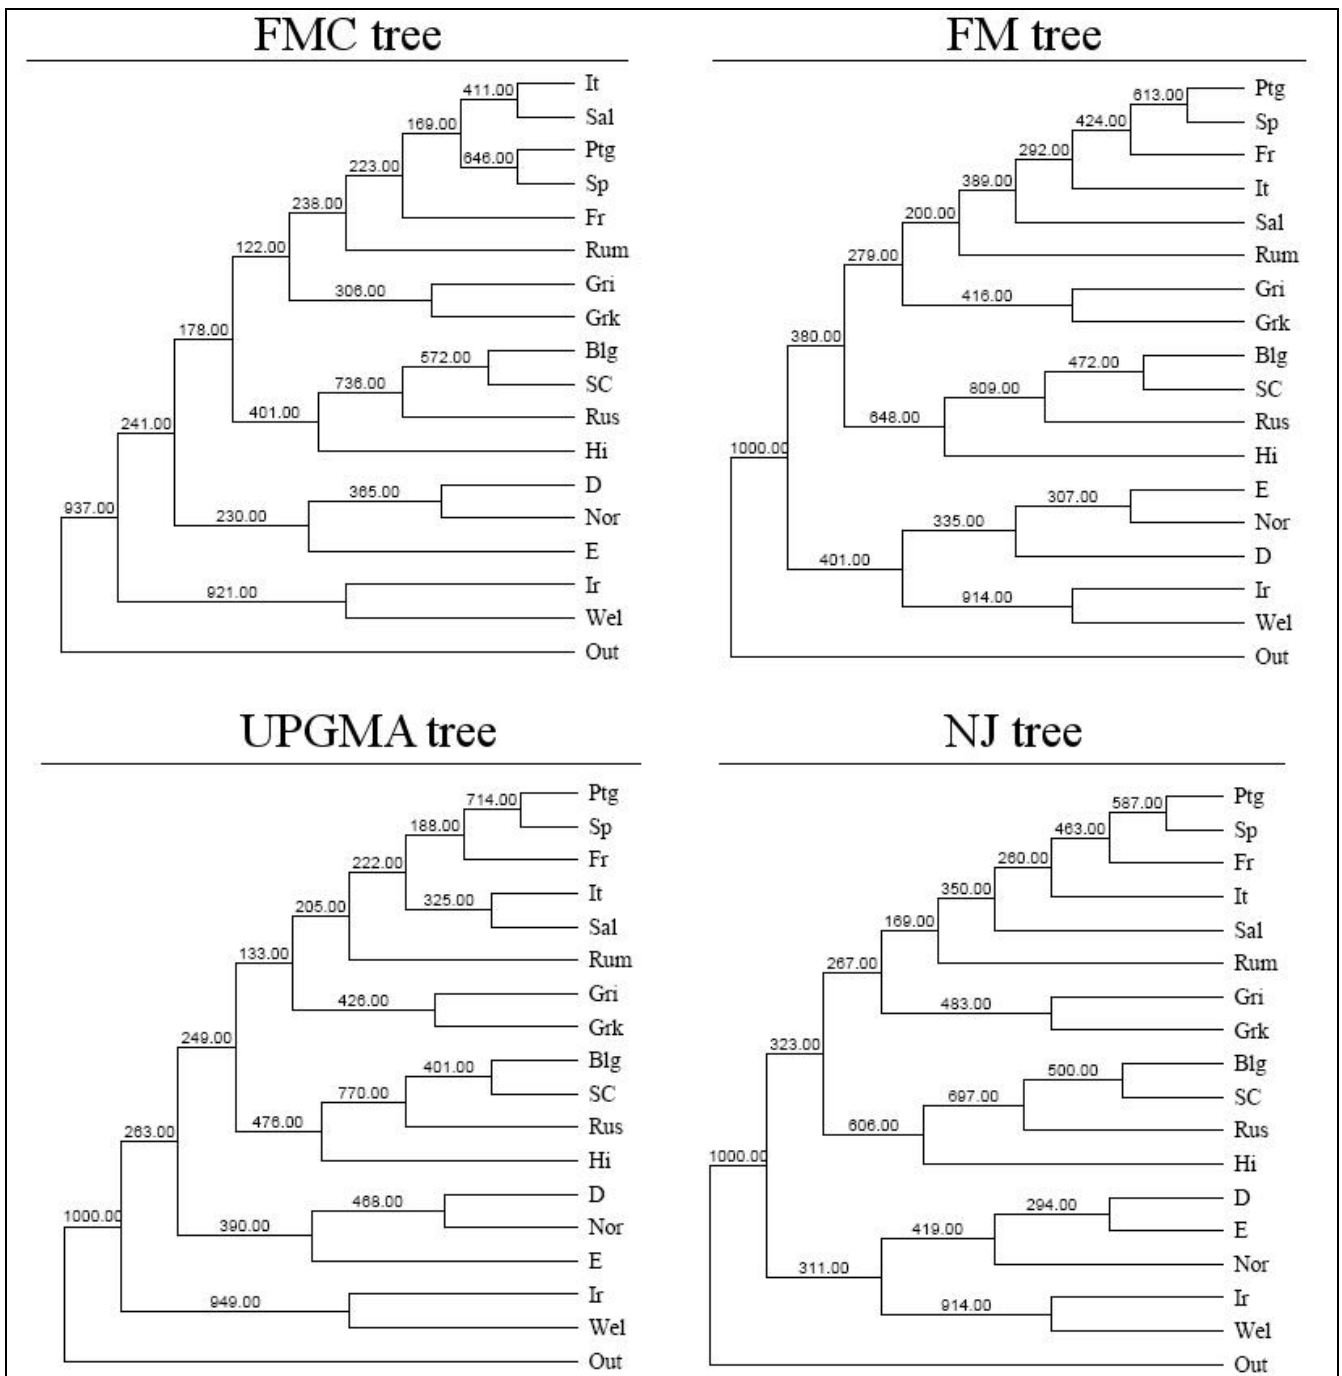 FMC tree
411.00
It
Sal
169.00
646.00
Ptg
Sp
223.00
Fr
238.00
Rum
122.00
306.00
Gri
Grk
178.00
572.00
Blg
SC
736.00
Rus
401.00
Hi
241.00
365.00
D
Nor
230.00
E
937.00
921.00
Ir
Wel
Out
FM tree
613.00
Ptg
Sp
424.00
Fr
292.00
It
389.00
Sal
200.00
Rum
279.00
416.00
Gri
Grk
380.00
472.00
Blg
SC
809.00
Rus
648.00
Hi
1000.00
307.00
E
Nor
335.00
D
401.00
914.00
Ir
Wel
Out
UPGMA tree
714.00
Ptg
Sp
188.00
Fr
222.00
325.00
It
Sal
205.00
Rum
133.00
426.00
Gri
Grk
249.00
401.00
Blg
SC
770.00
Rus
476.00
Hi
263.00
468.00
D
Nor
390.00
E
1000.00
949.00
Ir
Wel
Out
NJ tree
587.00
Ptg
Sp
463.00
Fr
260.00
It
350.00
Sal
169.00
Rum
267.00
483.00
Gri
Grk
323.00
500.00
Blg
SC
697.00
Rus
606.00
Hi
1000.00
294.00
D
E
419.00
Nor
311.00
914.00
Ir
Wel
Out